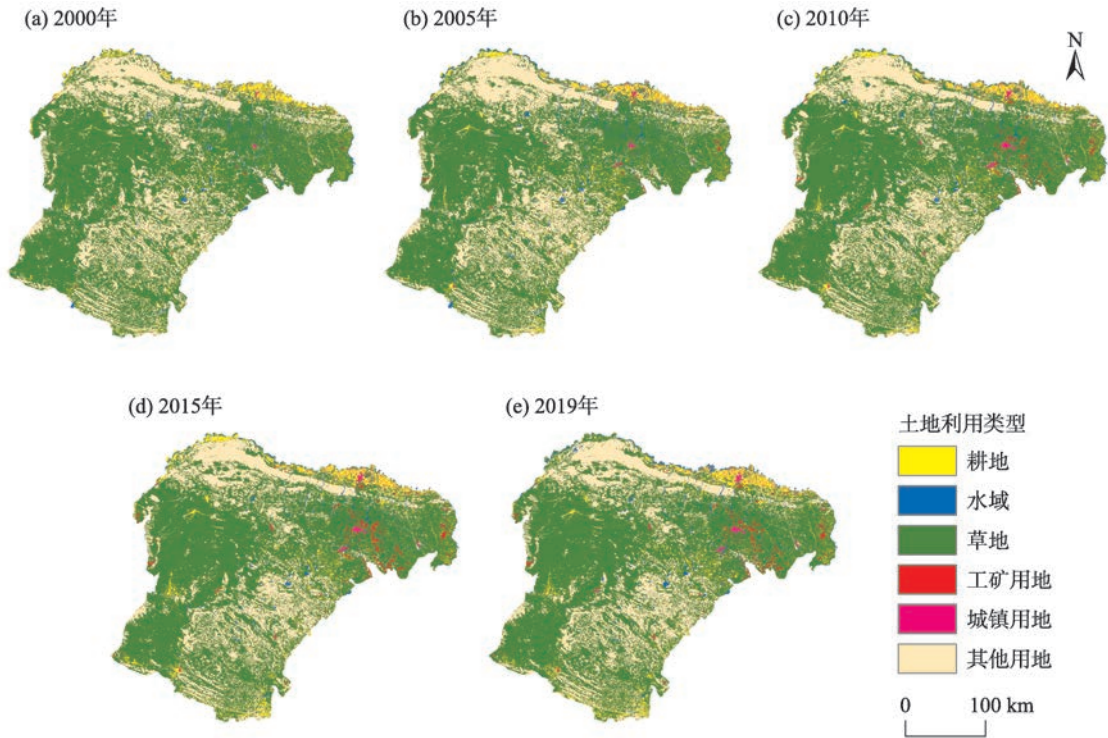 (a) 2000年
(b) 2005年
(c) 2010年
N
(d) 2015年
(e) 2019年
土地利用类型
耕地
水域
草地
工矿用地
城镇用地
其他用地
0 100 km